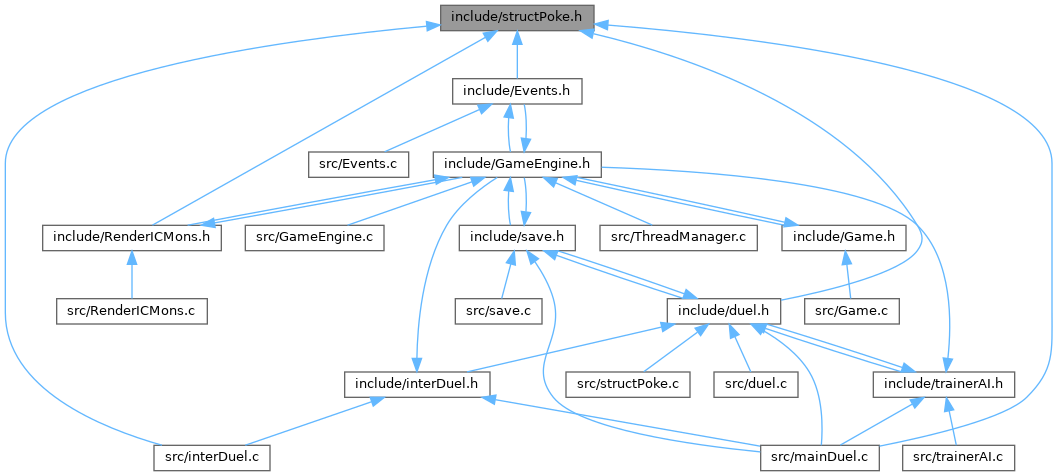 include/structPoke.h
include/Events.h
src/Events.c
include/GameEngine.h
include/RenderICMons.h
src/GameEngine.c
include/save.h
src/ThreadManager.c
include/Game.h
src/RenderICMons.c
src/save.c
include/duel.h
src/Game.c
include/interDuel.h
src/structPoke.c
src/duel.c
include/trainerAI.h
src/interDuel.c
src/mainDuel.c
src/trainerAI.c